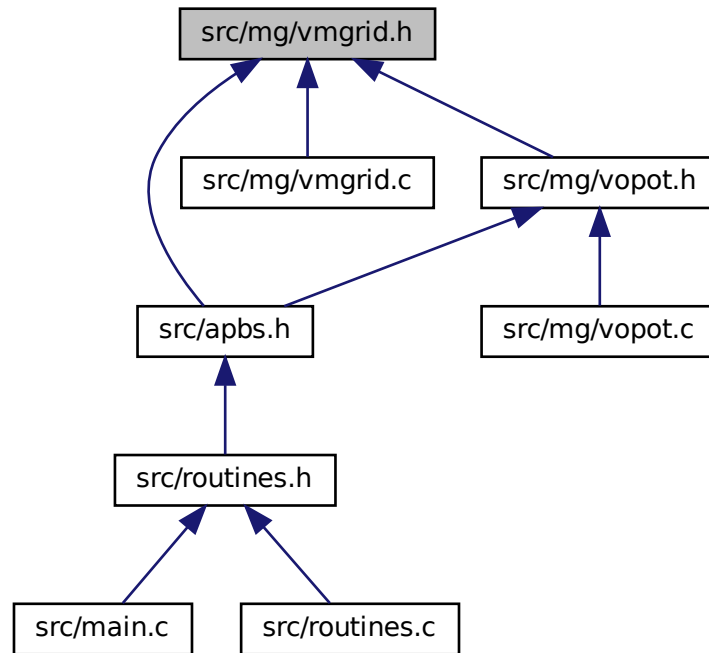 src/mg/vmgrid.h
src/mg/vmgrid.c
src/mg/vopot.h
src/apbs.h
src/mg/vopot.c
src/routines.h
src/main.c
src/routines.c